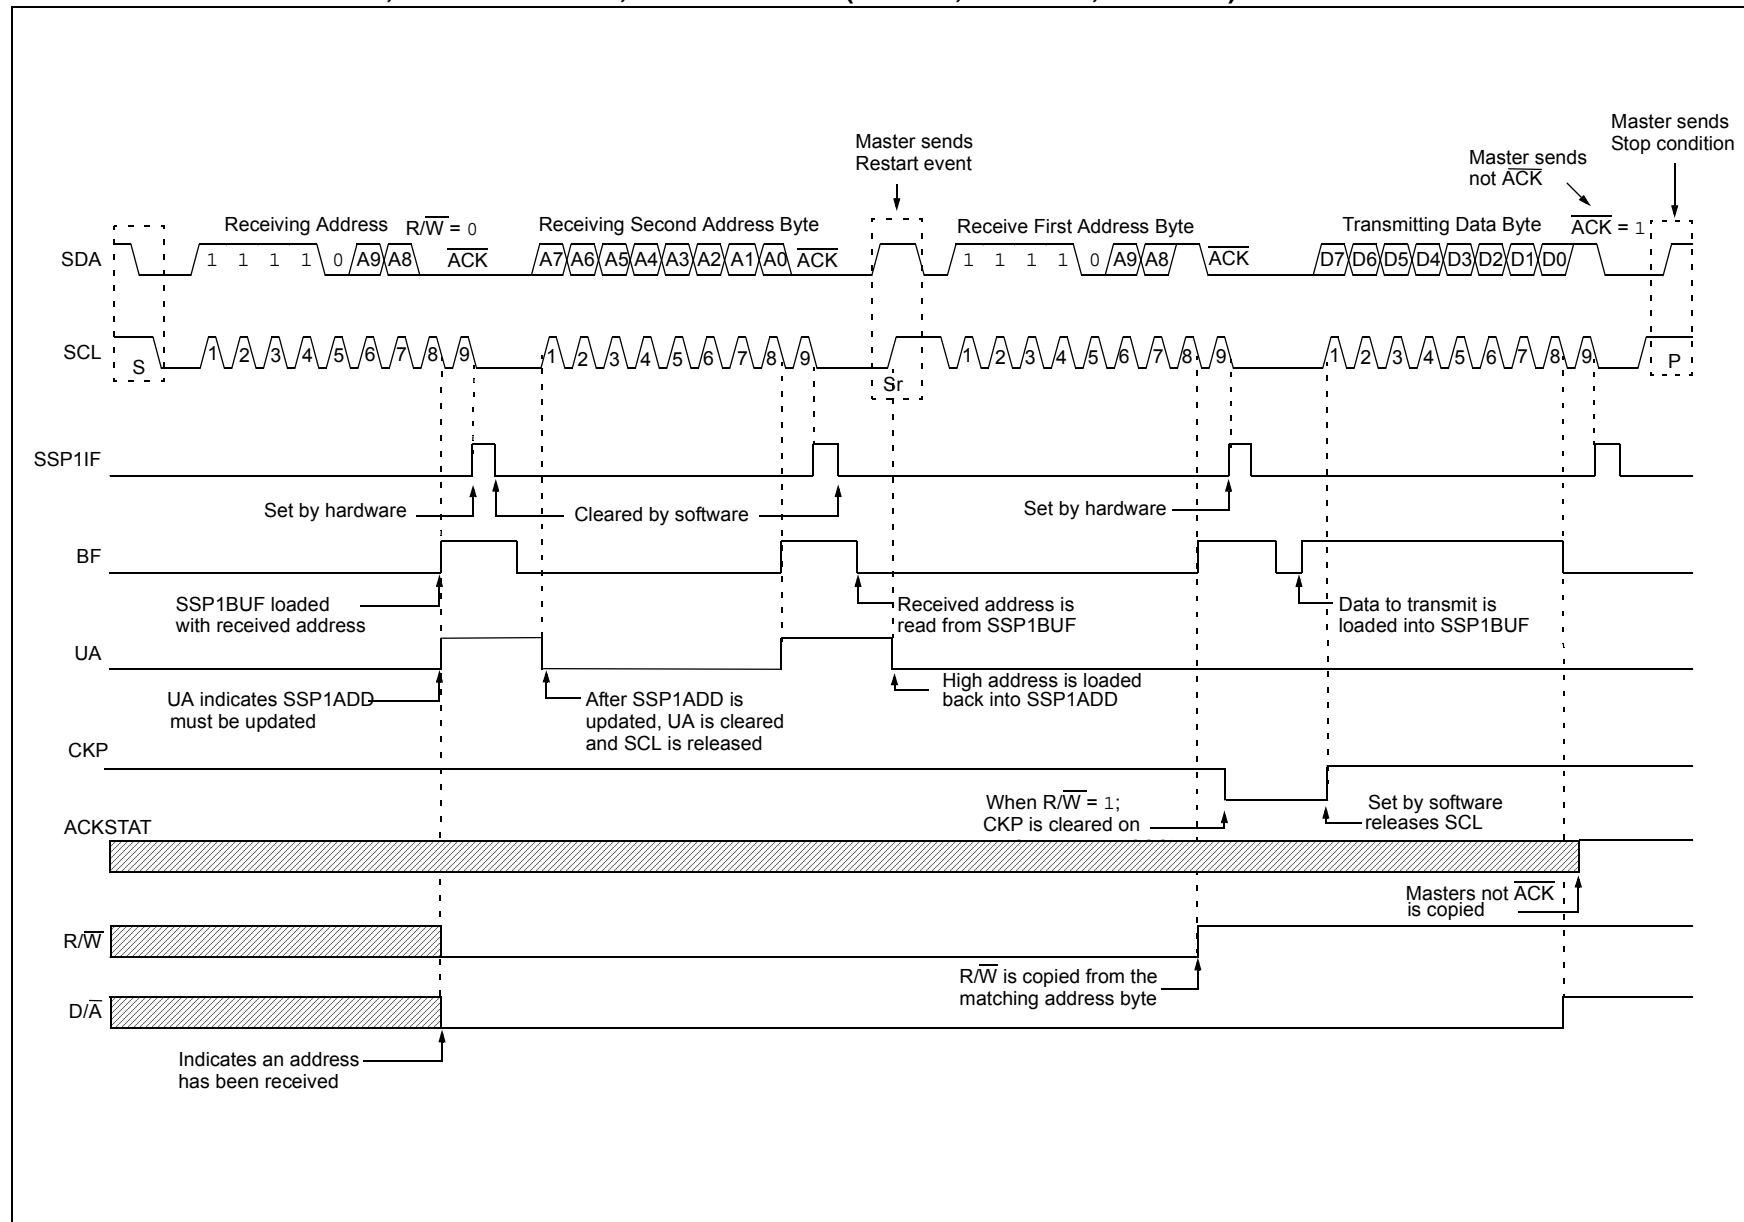 Master sends
Restart event
Master sends
not ACK
Master sends
Stop condition
Receiving Address R/W = 0
Receiving Second Address Byte
Receive First Address Byte
Transmitting Data Byte
ACK = 1
SDA
1 1 1 1 0 A9 A8 ACK
A7 A6 A5 A4 A3 A2 A1 A0 ACK
1 1 1 1 0 A9 A8 ACK
D7 D6 D5 D4 D3 D2 D1 D0
SCL
S
1 2 3 4 5 6 7 8 9
1 2 3 4 5 6 7 8 9
Sr
1 2 3 4 5 6 7 8 9
1 2 3 4 5 6 7 8 9
P
SSP1IF
Set by hardware
Cleared by software
Set by hardware
BF
SSP1BUF loaded
with received address
Received address is
read from SSP1BUF
Data to transmit is
loaded into SSP1BUF
UA
UA indicates SSP1ADD
must be updated
After SSP1ADD is
updated, UA is cleared
and SCL is released
High address is loaded
back into SSP1ADD
CKP
When R/W = 1;
CKP is cleared on
Set by software
releases SCL
ACKSTAT
Masters not ACK
is copied
R/W
R/W is copied from the
matching address byte
D/A
Indicates an address
has been received